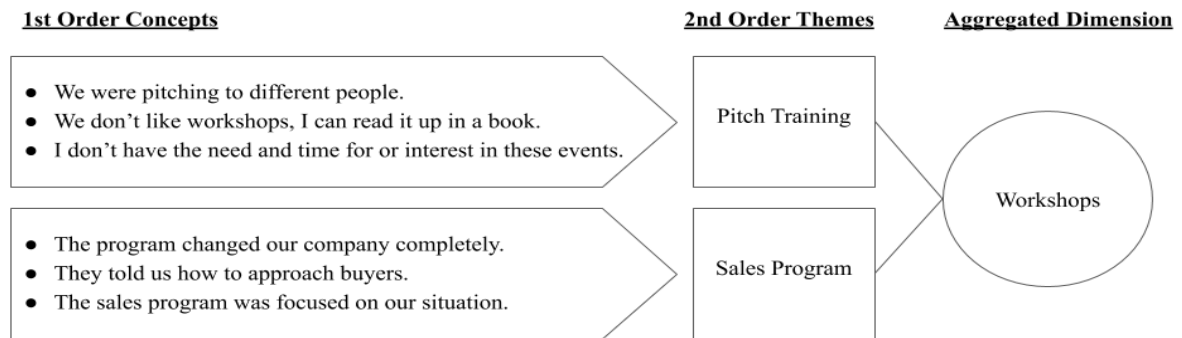 1st Order Concepts
2nd Order Themes
Aggregated Dimension
● We were pitching to different people.
● We don’t like workshops, I can read it up in a book.
● I don’t have the need and time for or interest in these events.
Pitch Training
● The program changed our company completely.
● They told us how to approach buyers.
● The sales program was focused on our situation.
Sales Program
Workshops